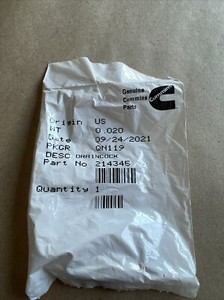 Genuine
Cummins
Parts
Origin US
WT 0.020
Date 09/24/2021
PKGR QN119
DESC DRAINCOCK
Part No 214345
Quantity 1